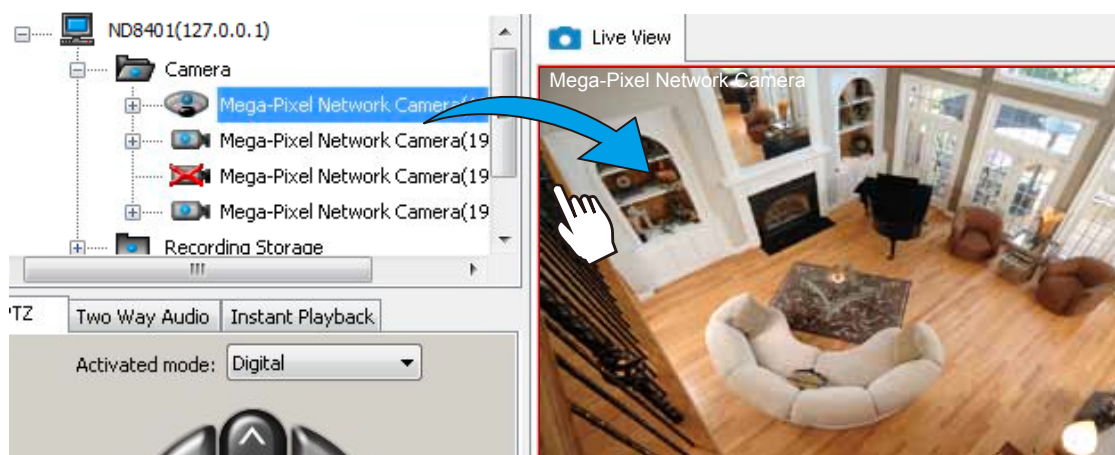 ND8401(127.0.0.1)
Camera
Mega-Pixel Network Camera(1
Mega-Pixel Network Camera(19
Mega-Pixel Network Camera(19
Mega-Pixel Network Camera(19
Recording Storage
TZ
Two Way Audio
Instant Playback
Activated mode:
Digital
Live View
Mega-Pixel Network Camera